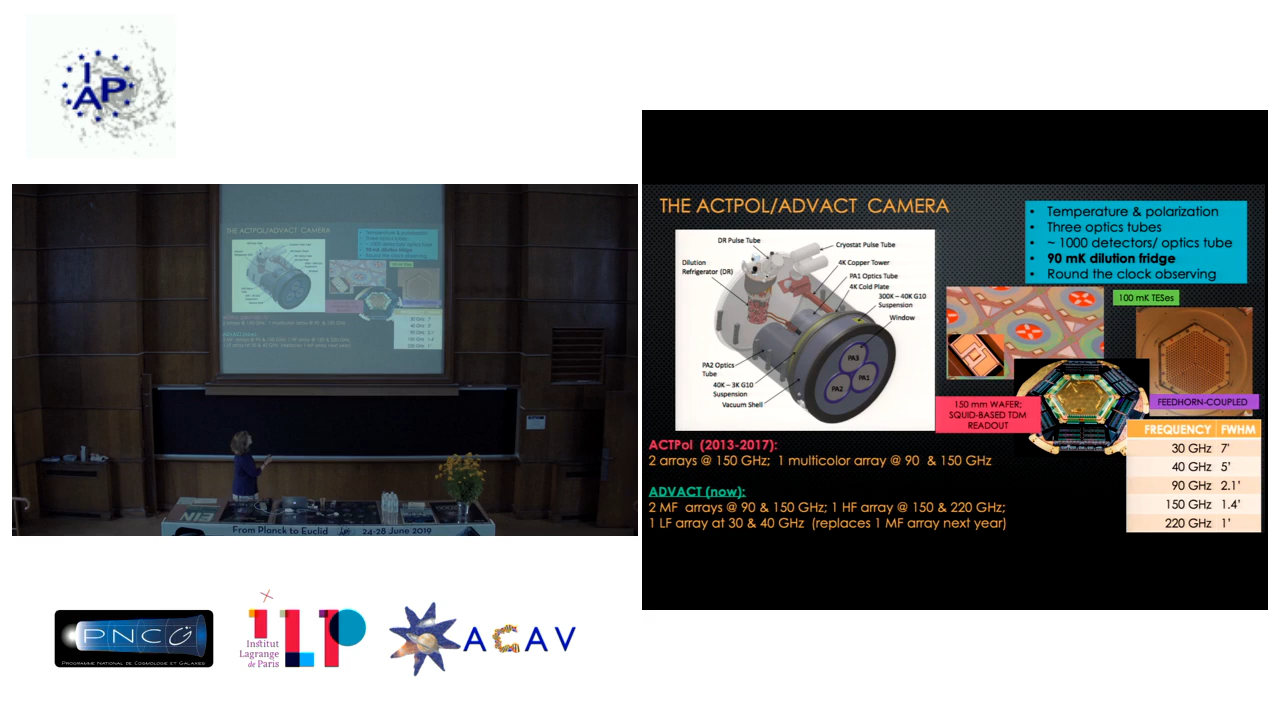 I
AP
THE ACTPOL/ADVACT CAMERA
• Temperature & polarization
• Three optics tubes
• ~ 1000 detectors/ optics tube
• 90 mK dilution fridge
• Round the clock observing
DR Pulse Tube
Cryostat Pulse Tube
Dilution
Refrigerator (DR)
4K Copper Tower
PA1 Optics Tube
4K Cold Plate
300K – 40K G10
Suspension
Window
PA3
PA1
PA2
PA2 Optics
Tube
40K – 3K G10
Suspension
Vacuum Shell
100 mK TESes
150 mm WAFER;
SQUID-BASED TDM
READOUT
FEEDHORN-COUPLED
FREQUENCY FWHM
30 GHz 7’
40 GHz 5’
90 GHz 2.1’
150 GHz 1.4’
220 GHz 1’
ACTPol (2013-2017):
2 arrays @ 150 GHz; 1 multicolor array @ 90 & 150 GHz
ADVACT (now):
2 MF arrays @ 90 & 150 GHz; 1 HF array @ 150 & 220 GHz;
1 LF array at 30 & 40 GHz (replaces 1 MF array next year)
THE ACTPOL/ADVACT CAMERA
From Planck to Euclid
24-28 June 2019
PNCG
PROGRAMME NATIONAL DE COSMOLOGIE ET GALAXIES
ILP
Institut
Lagrange
de Paris
ACAV